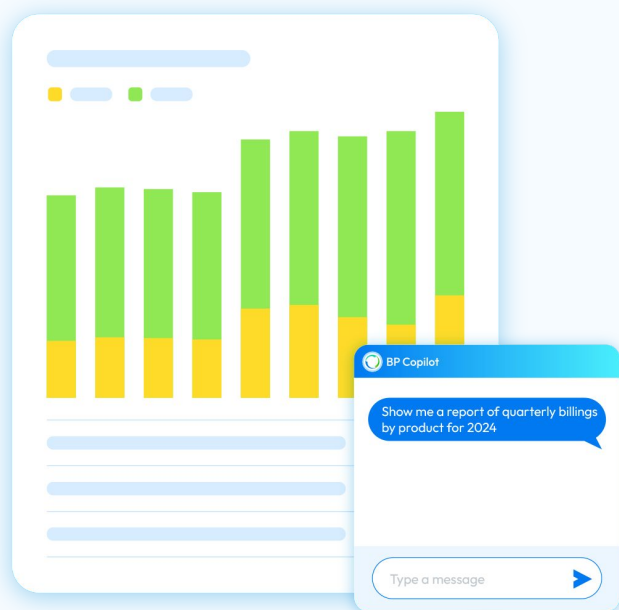 BP Copilot
Show me a report of quarterly billings
by product for 2024
Type a message